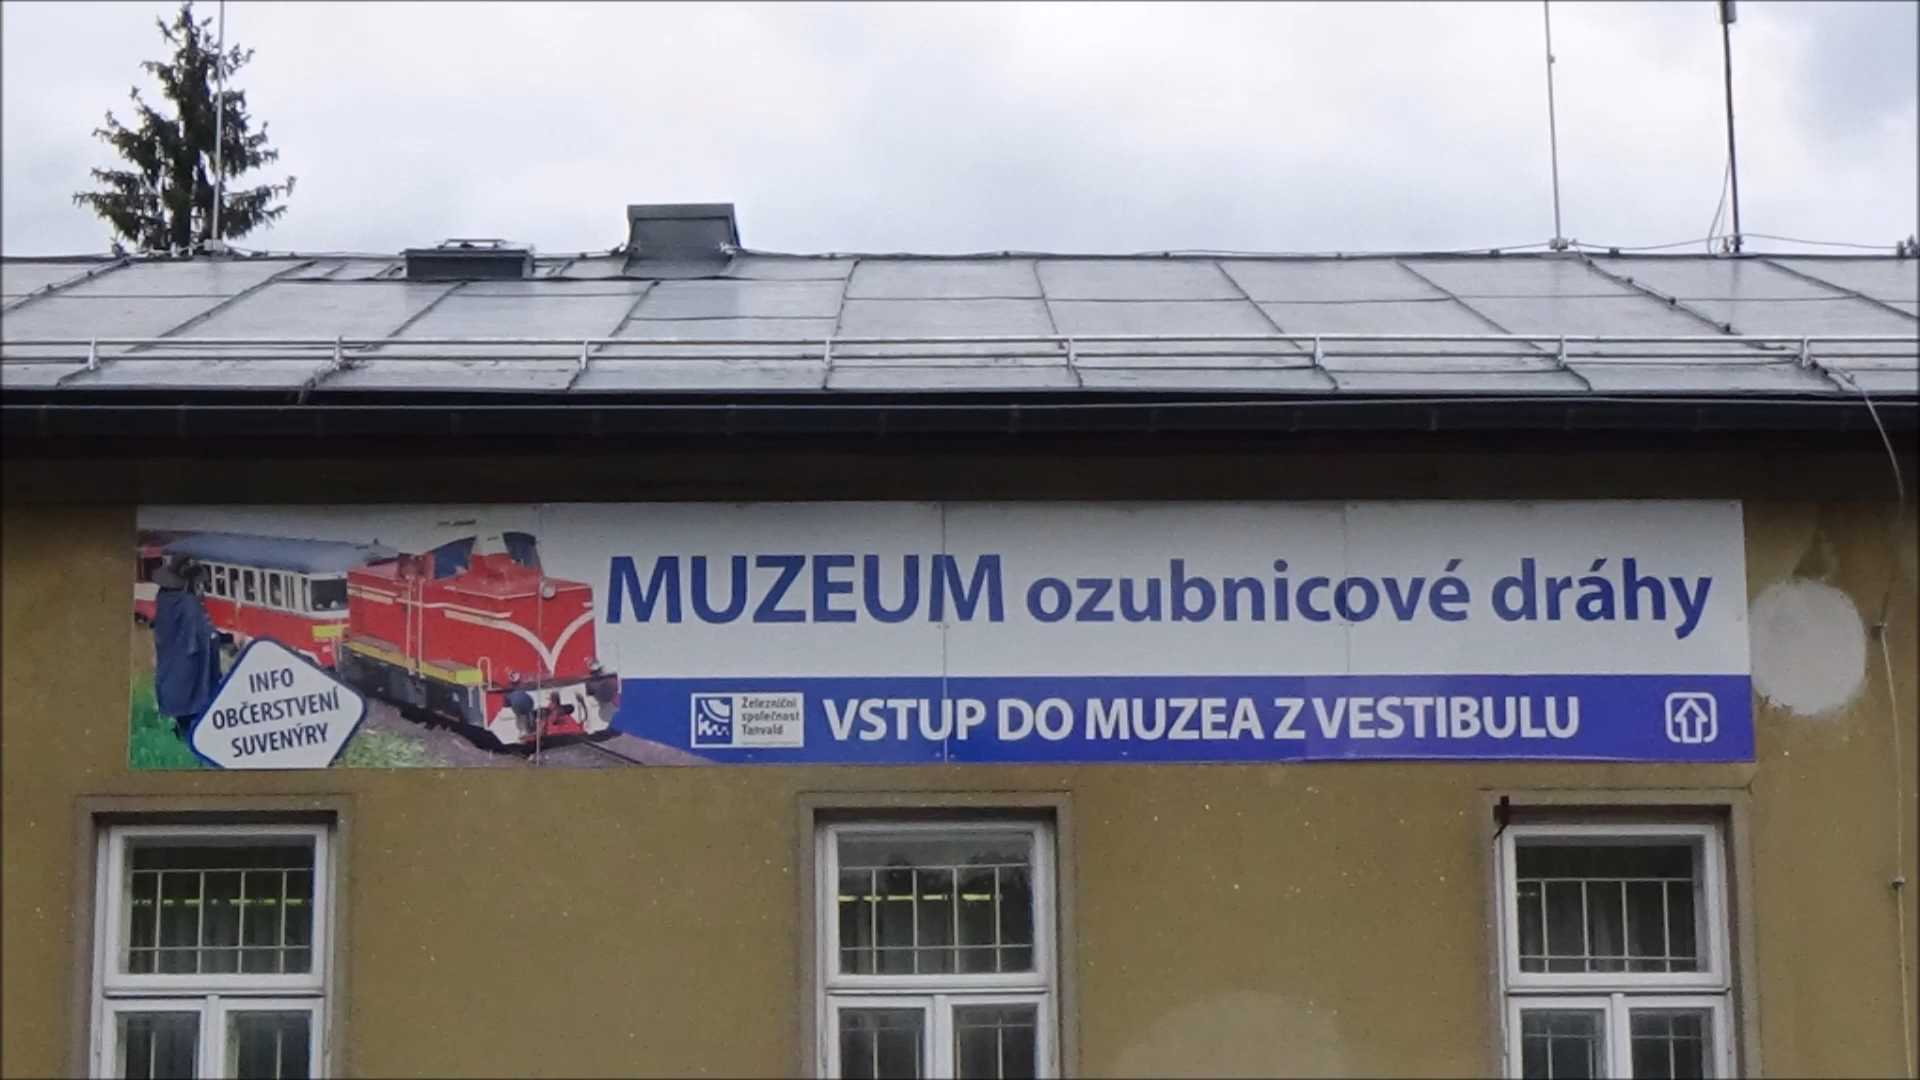 MUZEUM ozubnicové dráhy
INFO
OBČERSTVENÍ
SUVENÝRY
Železniční
společnost
Tanvald
VSTUP DO MUZEA Z VESTIBULU